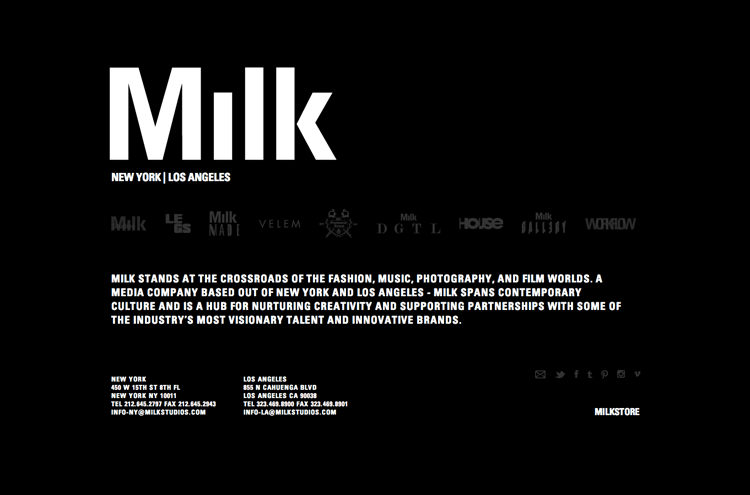 Milk
NEW YORK | LOS ANGELES
Milk LEGS Milk MADE VELEM Milk DGTL HOUSE Milk GALLERY WORKFLOW
MILK STANDS AT THE CROSSROADS OF THE FASHION, MUSIC, PHOTOGRAPHY, AND FILM WORLDS. A
MEDIA COMPANY BASED OUT OF NEW YORK AND LOS ANGELES - MILK SPANS CONTEMPORARY
CULTURE AND IS A HUB FOR NURTURING CREATIVITY AND SUPPORTING PARTNERSHIPS WITH SOME OF
THE INDUSTRY'S MOST VISIONARY TALENT AND INNOVATIVE BRANDS.
NEW YORK
450 W 15TH ST 8TH FL
NEW YORK NY 10011
TEL 212.645.2797 FAX 212.645.2943
INFO-NY@MILKSTUDIOS.COM
LOS ANGELES
855 N CAHUENGA BLVD
LOS ANGELES CA 90038
TEL 323.469.8900 FAX 323.469.8901
INFO-LA@MILKSTUDIOS.COM
MILKSTORE